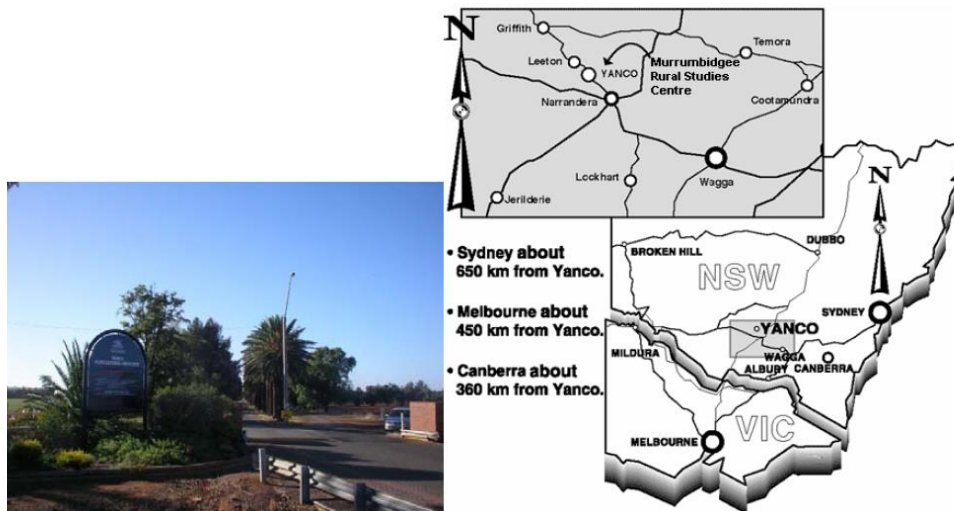 N
Griffith
Temora
Leeton
YANCO
Murrumbidgee
Rural Studies
Centre
Narrandera
Cootamundra
Lockhart
Wagga
Jerilderie
N
• Sydney about
650 km from Yanco.
• Melbourne about
450 km from Yanco.
• Canberra about
360 km from Yanco.
BROKEN HILL
DUBBO
NSW
SYDNEY
YANCO
MILDURA
WAGGA
ALBURY CANBERRA
VIC
MELBOURNE